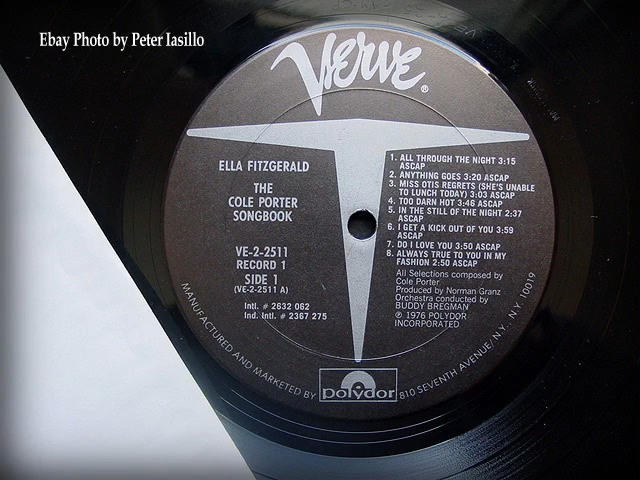 Ebay Photo by Peter Iasillo
VERVE®
ELLA FITZGERALD
THE
COLE PORTER
SONGBOOK
VE-2-2511
RECORD 1
SIDE 1
(VE-2-2511 A)
Intl. # 2632 062
Ind. Intl. # 2367 275
1. ALL THROUGH THE NIGHT 3:15
ASCAP
2. ANYTHING GOES 3:20 ASCAP
3. MISS OTIS REGRETS (SHE'S UNABLE
TO LUNCH TODAY) 3:03 ASCAP
4. TOO DARN HOT 3:46 ASCAP
5. IN THE STILL OF THE NIGHT 2:37
ASCAP
6. I GET A KICK OUT OF YOU 3:59
ASCAP
7. DO I LOVE YOU 3:50 ASCAP
8. ALWAYS TRUE TO YOU IN MY
FASHION 2:50 ASCAP
All Selections composed by
Cole Porter
Produced by Norman Granz
Orchestra conducted by
BUDDY BREGMAN
℗ 1976 POLYDOR
INCORPORATED
MANUFACTURED AND MARKETED BY polydor 810 SEVENTH AVENUE, N.Y., N.Y. 10019